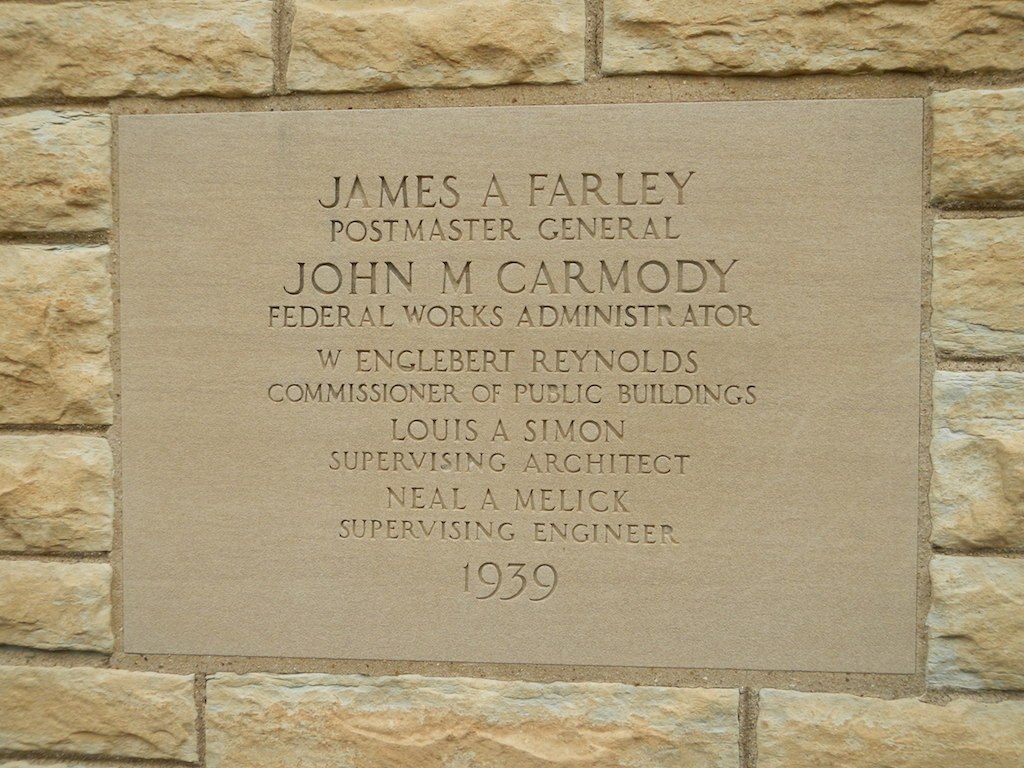 JAMES A FARLEY
POSTMASTER GENERAL
JOHN M CARMODY
FEDERAL WORKS ADMINISTRATOR
W ENGLEBERT REYNOLDS
COMMISSIONER OF PUBLIC BUILDINGS
LOUIS A SIMON
SUPERVISING ARCHITECT
NEAL A MELICK
SUPERVISING ENGINEER
1939